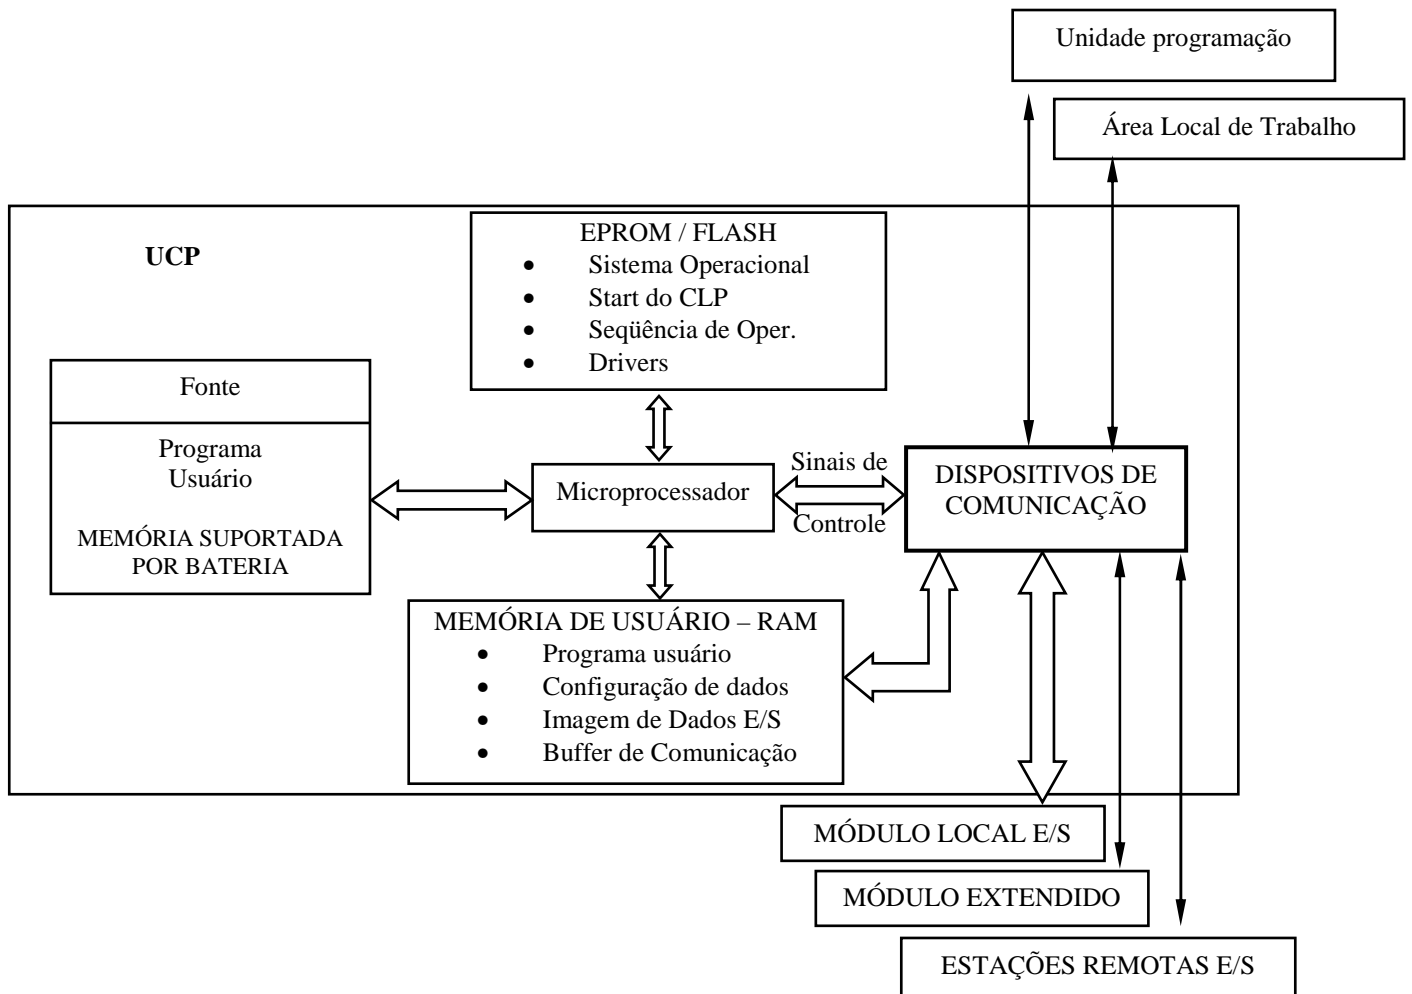 Unidade programação
Área Local de Trabalho
UCP
EPROM / FLASH
• Sistema Operacional
• Start do CLP
• Seqüência de Oper.
• Drivers
Fonte
Programa
Usuário
MEMÓRIA SUPORTADA
POR BATERIA
Microprocessador
Sinais de
Controle
DISPOSITIVOS DE
COMUNICAÇÃO
MEMÓRIA DE USUÁRIO – RAM
• Programa usuário
• Configuração de dados
• Imagem de Dados E/S
• Buffer de Comunicação
MÓDULO LOCAL E/S
MÓDULO EXTENDIDO
ESTAÇÕES REMOTAS E/S